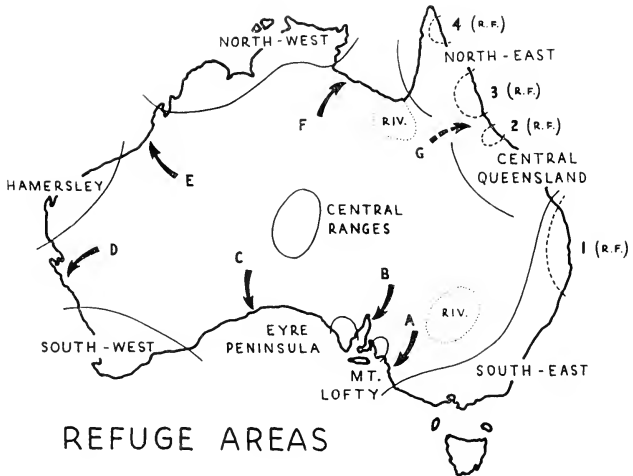 4 (R.F.)
NORTH-WEST
NORTH-EAST
3 (R.F.)
F
RIV.
2 (R.F.)
G
CENTRAL
QUEENSLAND
E
HAMERSLEY
CENTRAL
RANGES
D
C
B
1 (R.F.)
A
RIV.
EYRE
PENINSULA
SOUTH-WEST
MT.
LOFTY
SOUTH-EAST
REFUGE AREAS